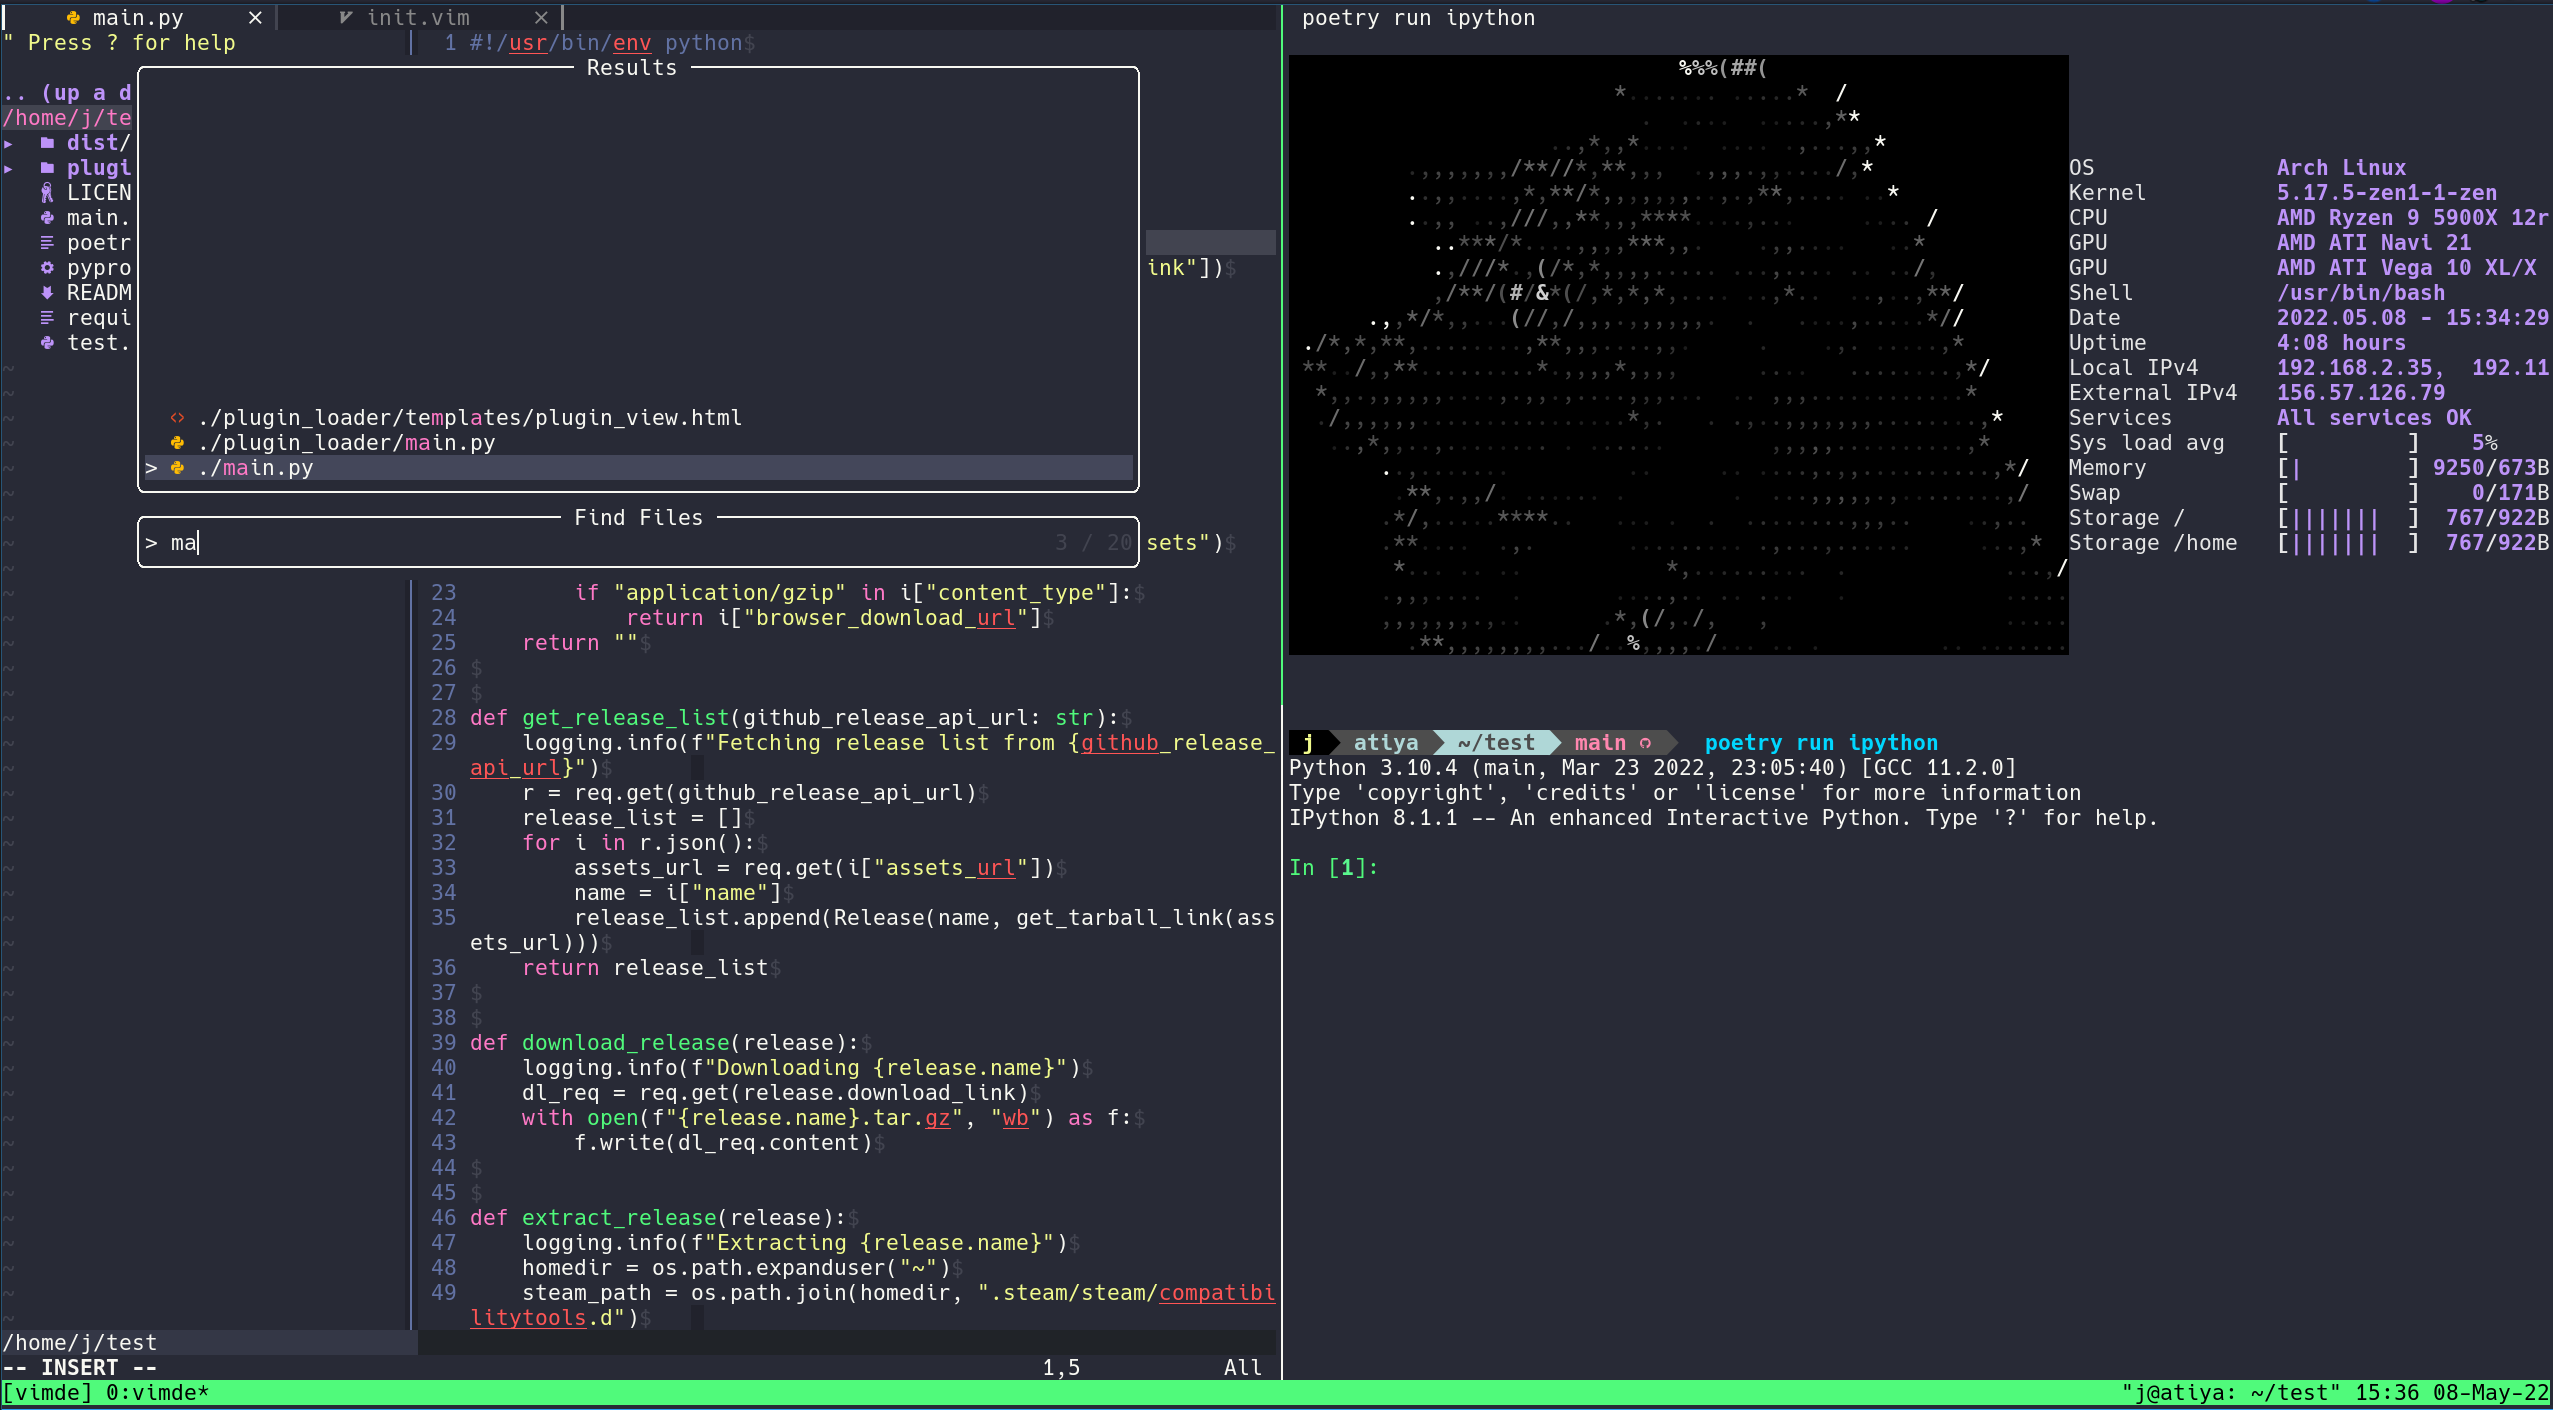 main.py × init.vim ×
" Press ? for help
.. (up a d
/home/j/te
▸ dist/
▸ plugi
LICEN
main.
poetr
pypro
READM
requi
test.
Results
./plugin_loader/templates/plugin_view.html
./plugin_loader/main.py
> ./main.py
Find Files
> ma 3 / 20
1 #!/usr/bin/env python$
ink"])$
sets")$
23 if "application/gzip" in i["content_type"]:$
24 return i["browser_download_url"]$
25 return ""$
26 $
27 $
28 def get_release_list(github_release_api_url: str):$
29 logging.info(f"Fetching release list from {github_release_
api_url}")$
30 r = req.get(github_release_api_url)$
31 release_list = []$
32 for i in r.json():$
33 assets_url = req.get(i["assets_url"])$
34 name = i["name"]$
35 release_list.append(Release(name, get_tarball_link(ass
ets_url)))$
36 return release_list$
37 $
38 $
39 def download_release(release):$
40 logging.info(f"Downloading {release.name}")$
41 dl_req = req.get(release.download_link)$
42 with open(f"{release.name}.tar.gz", "wb") as f:$
43 f.write(dl_req.content)$
44 $
45 $
46 def extract_release(release):$
47 logging.info(f"Extracting {release.name}")$
48 homedir = os.path.expanduser("~")$
49 steam_path = os.path.join(homedir, ".steam/steam/compatibi
litytools.d")$
/home/j/test
-- INSERT -- 1,5 All
poetry run ipython
OS Arch Linux
Kernel 5.17.5-zen1-1-zen
CPU AMD Ryzen 9 5900X 12r
GPU AMD ATI Navi 21
GPU AMD ATI Vega 10 XL/X
Shell /usr/bin/bash
Date 2022.05.08 - 15:34:29
Uptime 4:08 hours
Local IPv4 192.168.2.35, 192.11
External IPv4 156.57.126.79
Services All services OK
Sys load avg [ ] 5%
Memory [| ] 9250/673B
Swap [ ] 0/171B
Storage / [||||||| ] 767/922B
Storage /home [||||||| ] 767/922B
j atiya ~/test main poetry run ipython
Python 3.10.4 (main, Mar 23 2022, 23:05:40) [GCC 11.2.0]
Type 'copyright', 'credits' or 'license' for more information
IPython 8.1.1 -- An enhanced Interactive Python. Type '?' for help.
In [1]:
[vimde] 0:vimde* "j@atiya: ~/test" 15:36 08-May-22